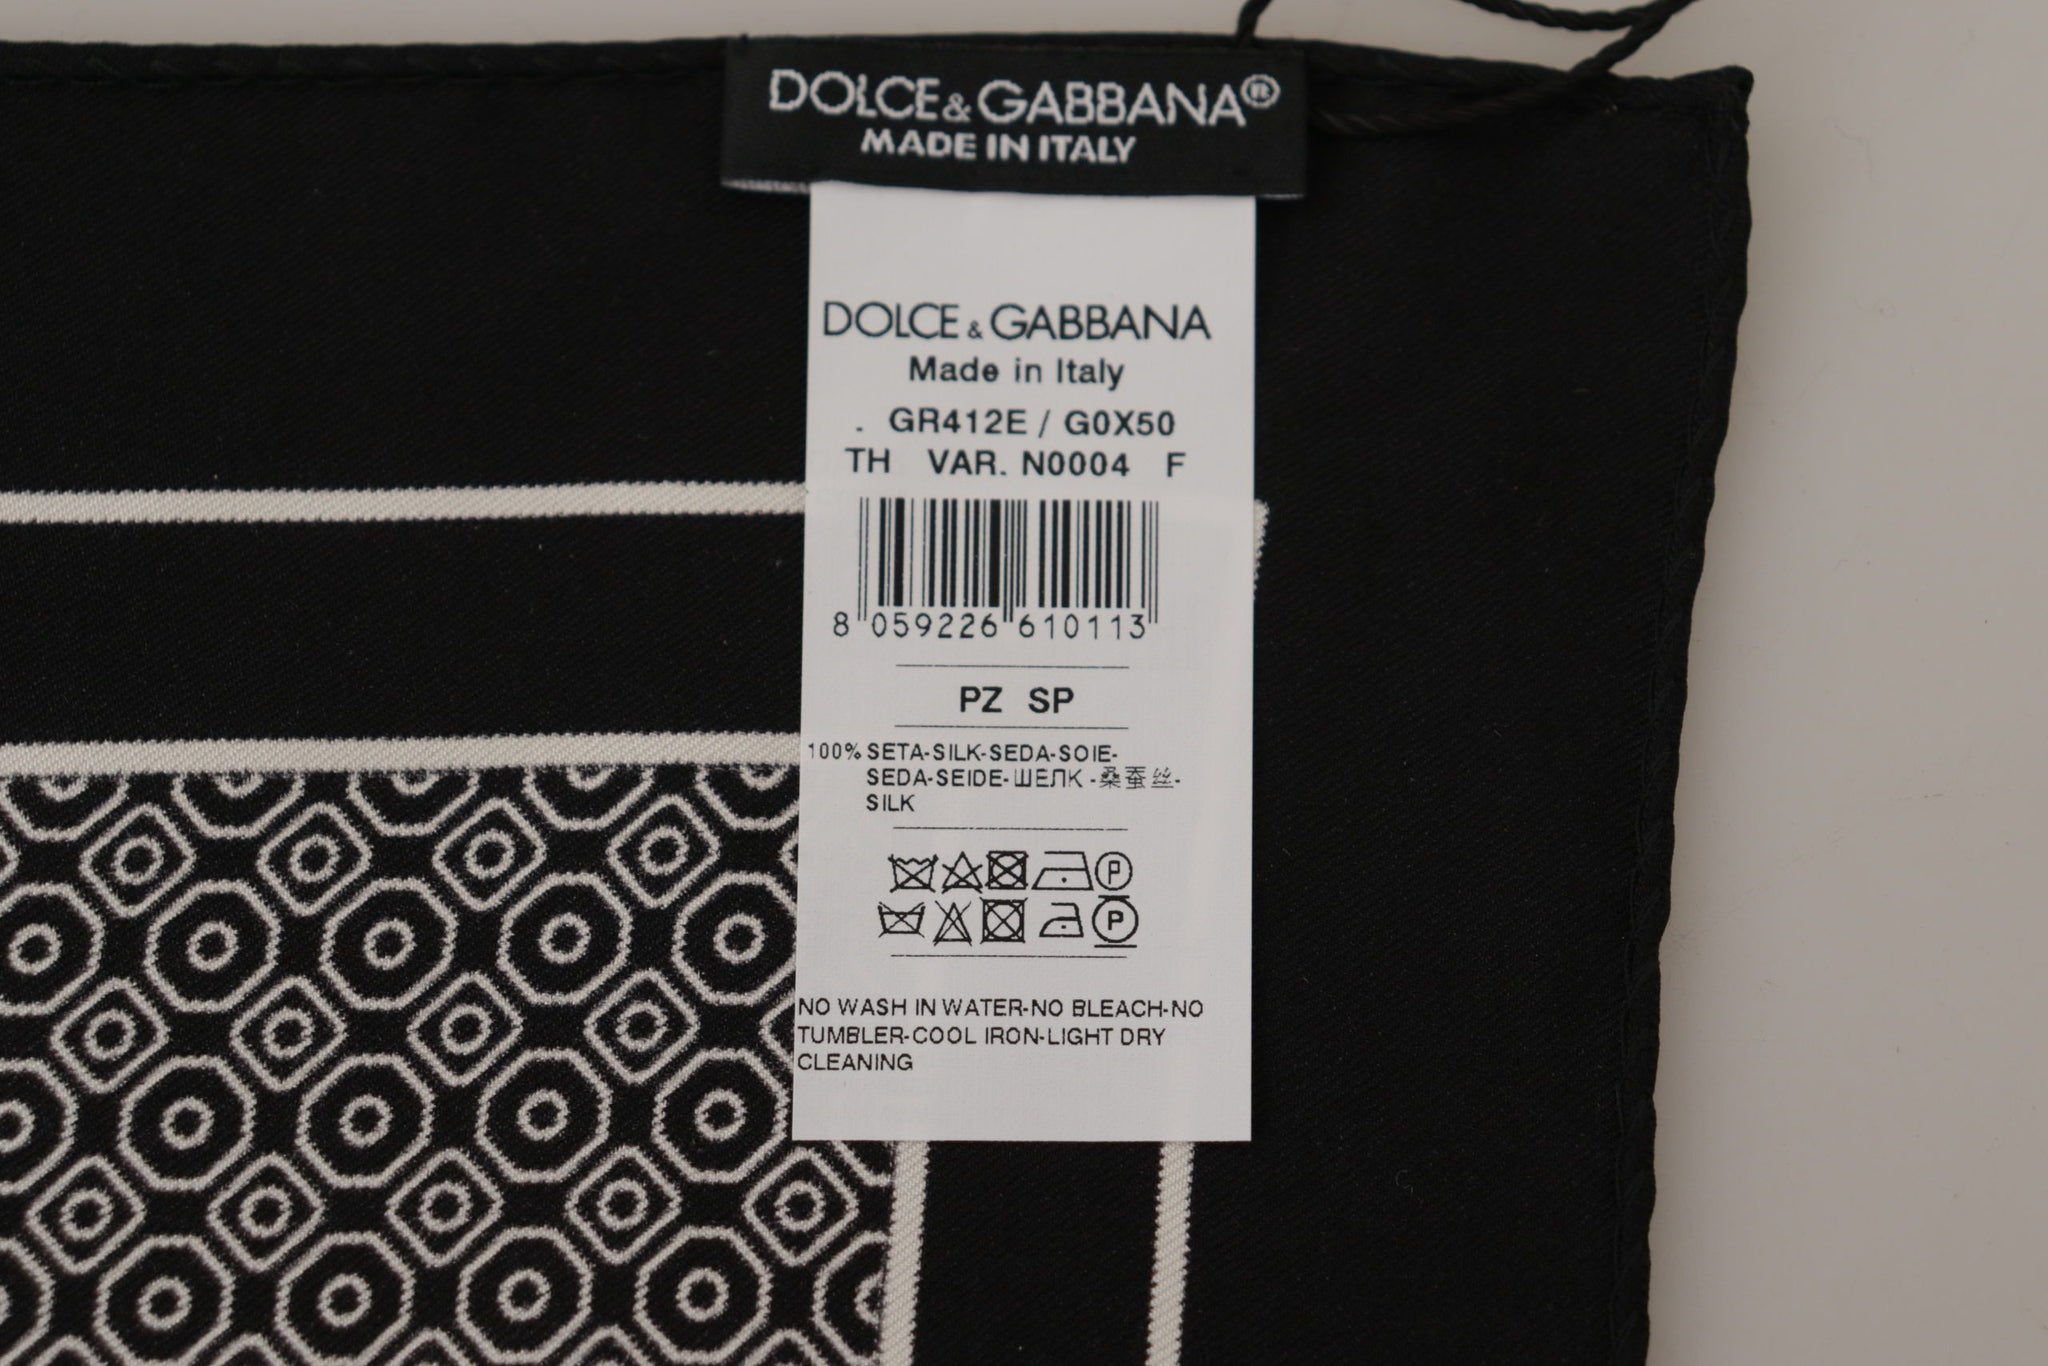 DOLCE&GABBANA®
MADE IN ITALY
DOLCE & GABBANA
Made in Italy
. GR412E / G0X50
TH VAR. N0004 F
8 059226 610113
PZ SP
100% SETA-SILK-SEDA-SOIE-
SEDA-SEIDE-ШЕЛК -桑蚕丝-
SILK
P
P
NO WASH IN WATER-NO BLEACH-NO
TUMBLER-COOL IRON-LIGHT DRY
CLEANING